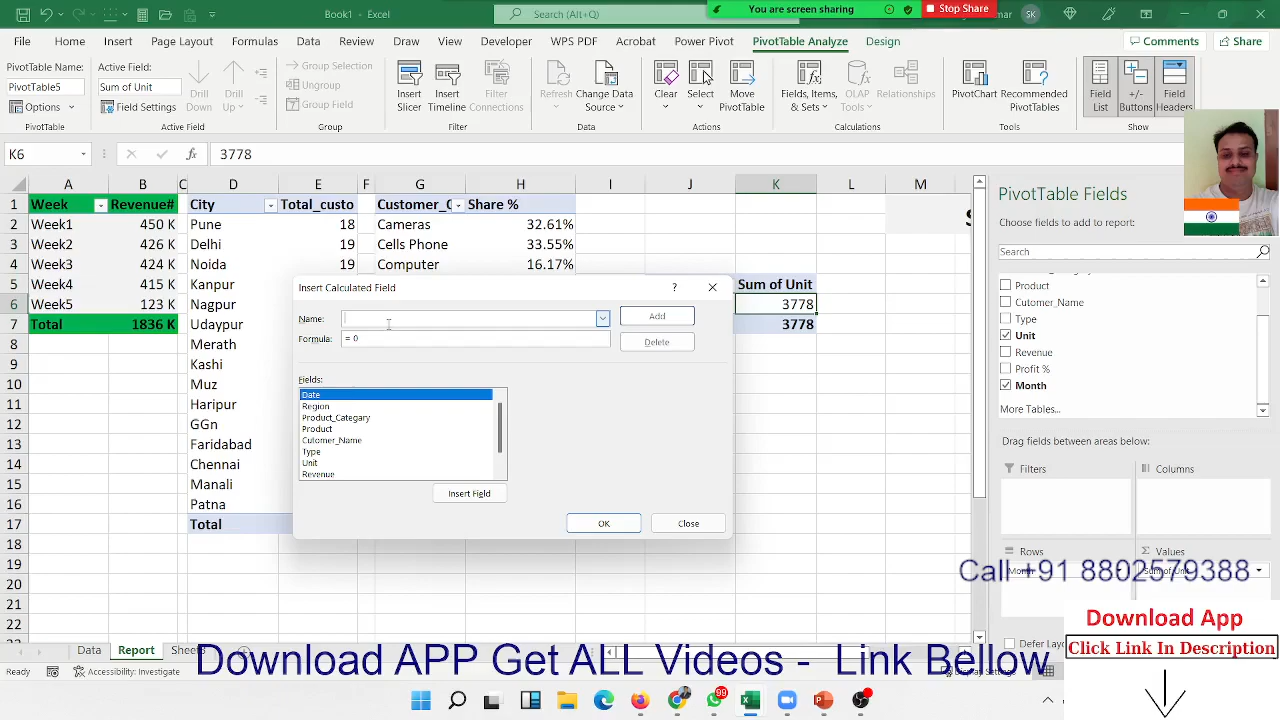 Book1 - Excel
Search (Alt+Q)
You are screen sharing
Stop Share
mar
SK
File
Home
Insert
Page Layout
Formulas
Data
Review
Draw
View
Developer
WPS PDF
Acrobat
Power Pivot
PivotTable Analyze
Design
Comments
Share
PivotTable Name:
PivotTable5
Options
PivotTable
Active Field:
Sum of Unit
Field Settings
Drill Down
Drill Up
Active Field
Group Selection
Ungroup
Group Field
Group
Insert Slicer
Insert Timeline
Filter Connections
Filter
Refresh
Change Data Source
Data
Clear
Select
Move PivotTable
Actions
Fields, Items, & Sets
OLAP Tools
Relationships
Calculations
PivotChart
Recommended PivotTables
Tools
Field List
+/- Buttons
Field Headers
Show
K6
fx
3778
A B C D E F G H I J K L M
1 Week Revenue# City Total_custo Customer_C Share %
2 Week1 450 K Pune 18 Cameras 32.61%
3 Week2 426 K Delhi 19 Cells Phone 33.55%
4 Week3 424 K Noida 19 Computer 16.17%
5 Week4 415 K Kanpur Sum of Unit
6 Week5 123 K Nagpur 3778
7 Total 1836 K Udaypur 3778
8 Merath
9 Kashi
10 Muz
11 Haripur
12 GGn
13 Faridabad
14 Chennai
15 Manali
16 Patna
17 Total
18
19
20
21
22
Insert Calculated Field
?
Name:
Add
Formula: = 0
Delete
Fields:
Date
Region
Product_Category
Product
Cutomer_Name
Type
Unit
Revenue
Insert Field
OK
Close
PivotTable Fields
Choose fields to add to report:
Search
Product
Cutomer_Name
Type
Unit
Revenue
Profit %
Month
More Tables...
Drag fields between areas below:
Filters
Columns
Rows
Values
Month
Sum of Unit
Call +91 8802579388
Download App
Click Link In Description
Data
Report
Ready
Accessibility: Investigate
Download APP Get ALL Videos - Link Bellow
99